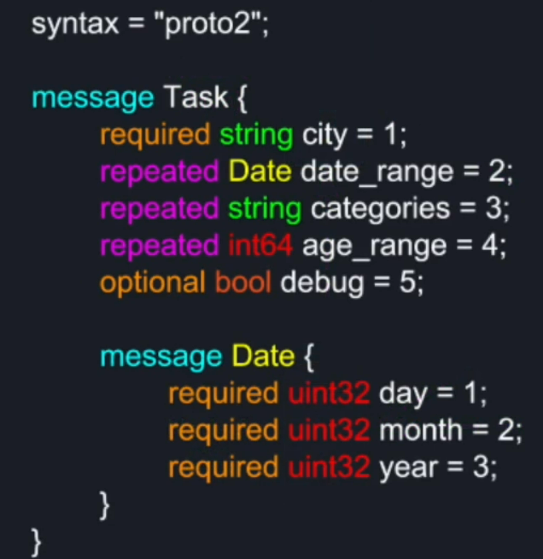 syntax = "proto2";
message Task {
required string city = 1;
repeated Date date_range = 2;
repeated string categories = 3;
repeated int64 age_range = 4;
optional bool debug = 5;
message Date {
required uint32 day = 1;
required uint32 month = 2;
required uint32 year = 3;
}
}